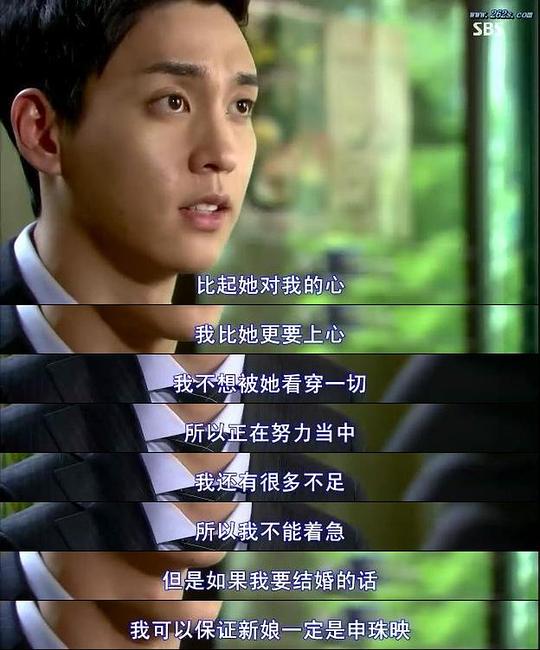 www.262s.com
SBS
比起她对我的心
我比她更要上心
我不想被她看穿一切
所以正在努力当中
我还有很多不足
所以我不能着急
但是如果我要结婚的话
我可以保证新娘一定是申珠映